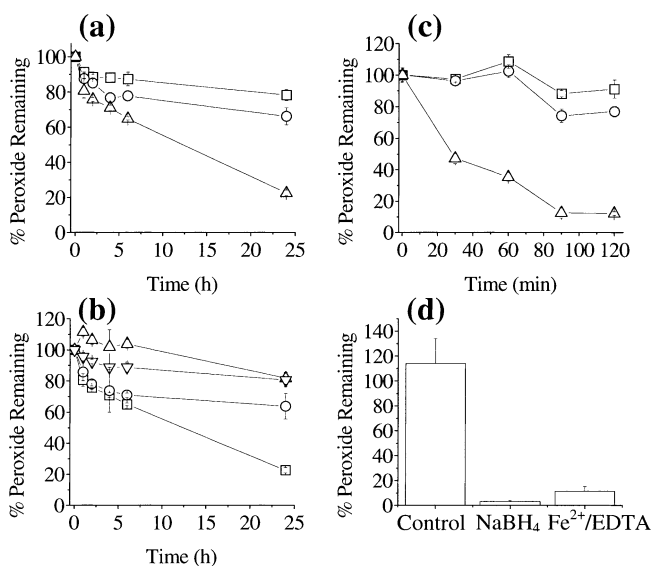 (a)
% Peroxide Remaining
100
80
60
40
20
0
0 5 10 15 20 25
Time (h)
(c)
% Peroxide Remaining
120
100
80
60
40
20
0
0 20 40 60 80 100 120
Time (min)
(b)
% Peroxide Remaining
120
100
80
60
40
20
0
0 5 10 15 20 25
Time (h)
(d)
% Peroxide Remaining
140
120
100
80
60
40
20
0
Control NaBH₄ Fe²⁺/EDTA